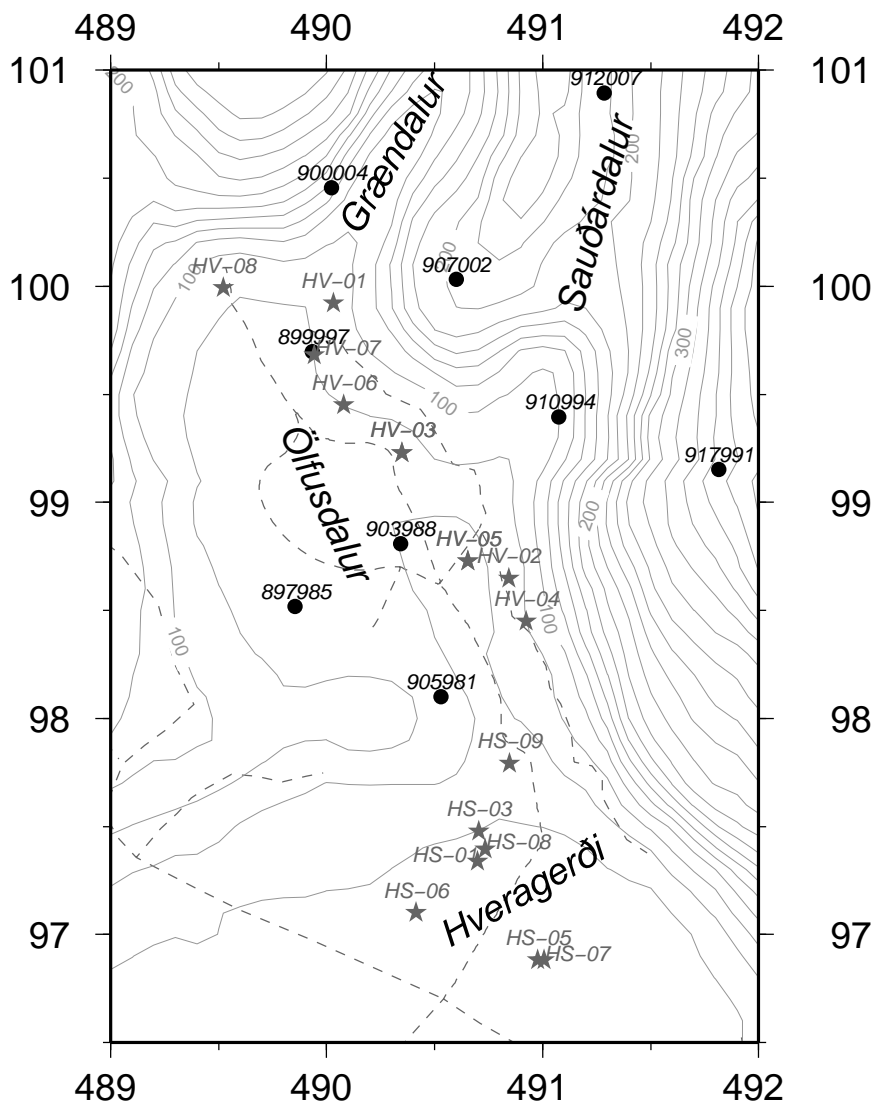 489 490 491 492
101 101
912007
200
Grændalur
200
Sauðárdalur
900004
907002
HV–08
100
100 100
HV–01
899997
HV–07
300
HV–06
100
910994
HV–03
917991
Ölfusdalur
99 99
200
903988
HV–05
HV–02
897985
HV–04
100
100
905981
98 98
HS–09
HS–03
HS–08
HS–01
HS–06
Hveragerði
97 97
HS–05
HS–07
489 490 491 492